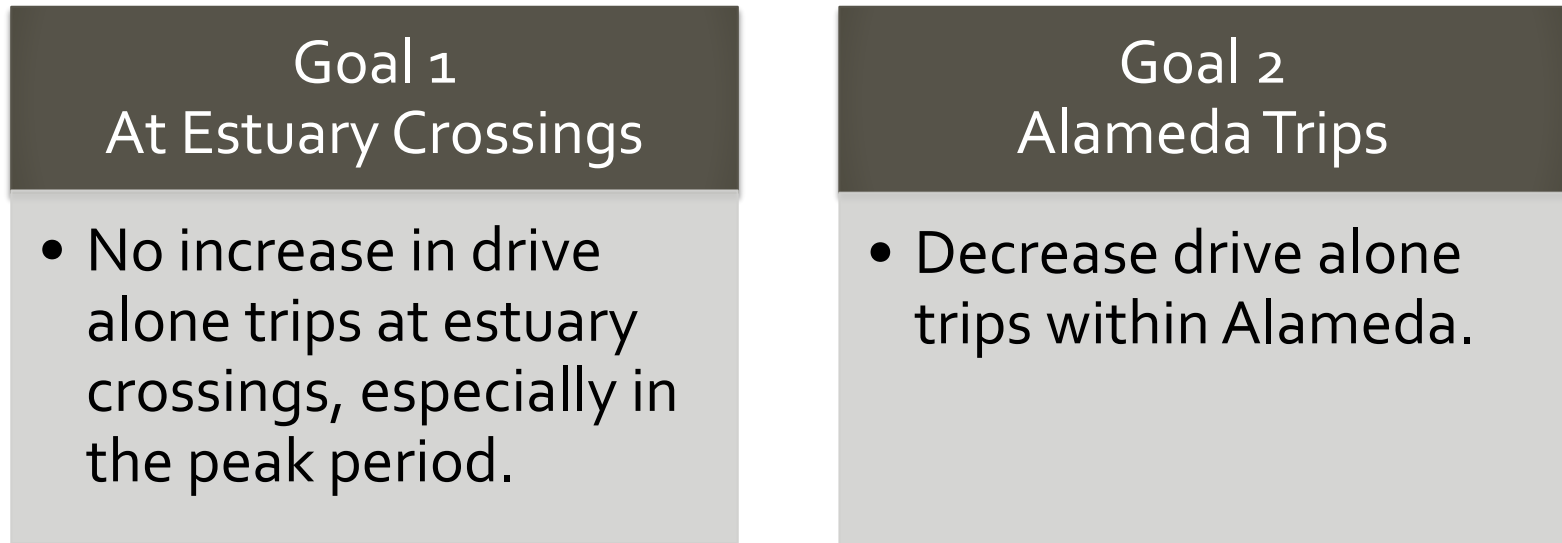 Goal 1
At Estuary Crossings
• No increase in drive
alone trips at estuary
crossings, especially in
the peak period.
Goal 2
Alameda Trips
• Decrease drive alone
trips within Alameda.